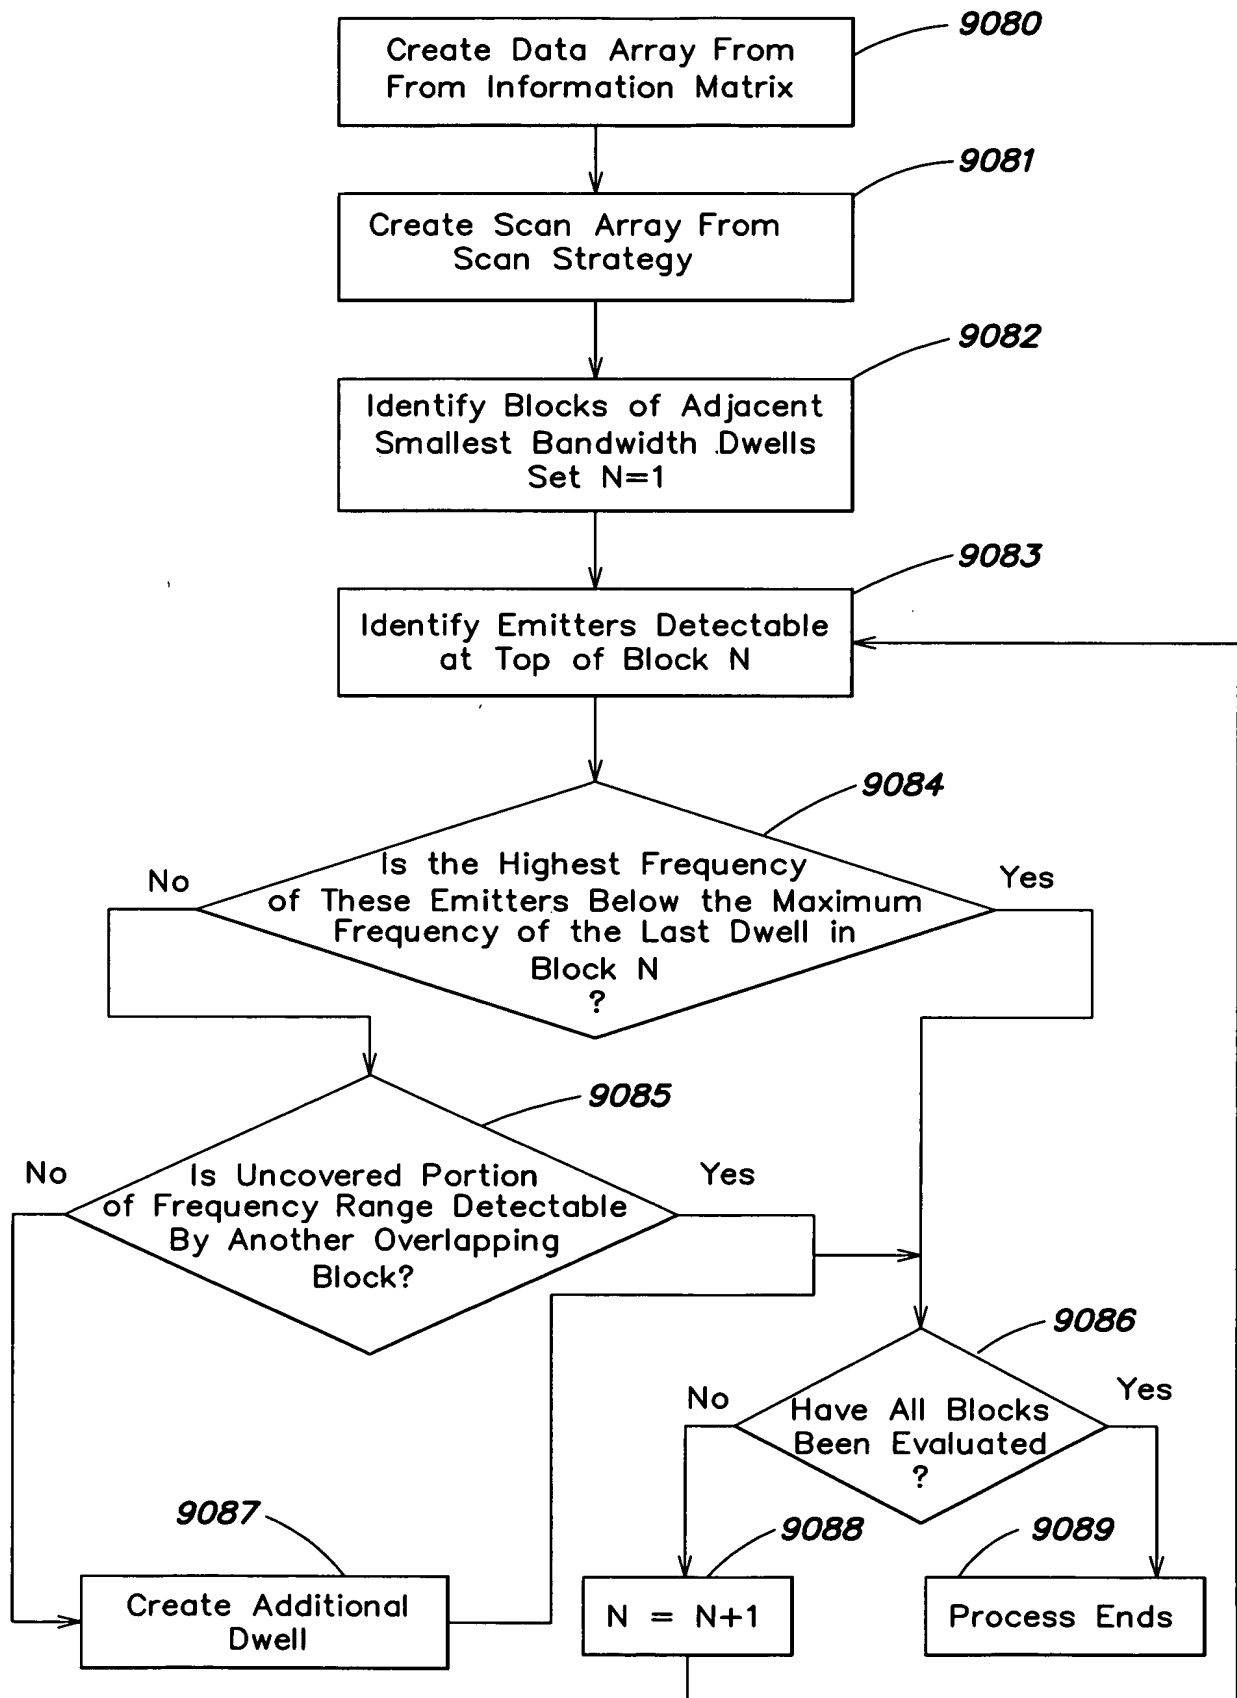 9080
Create Data Array From
From Information Matrix
9081
Create Scan Array From
Scan Strategy
9082
Identify Blocks of Adjacent
Smallest Bandwidth Dwells
Set N=1
9083
Identify Emitters Detectable
at Top of Block N
9084
Is the Highest Frequency
of These Emitters Below the Maximum
Frequency of the Last Dwell in
Block N
?
No
Yes
9085
Is Uncovered Portion
of Frequency Range Detectable
By Another Overlapping
Block?
No
Yes
9086
Have All Blocks
Been Evaluated
?
No
Yes
9087
Create Additional
Dwell
9088
N = N+1
9089
Process Ends